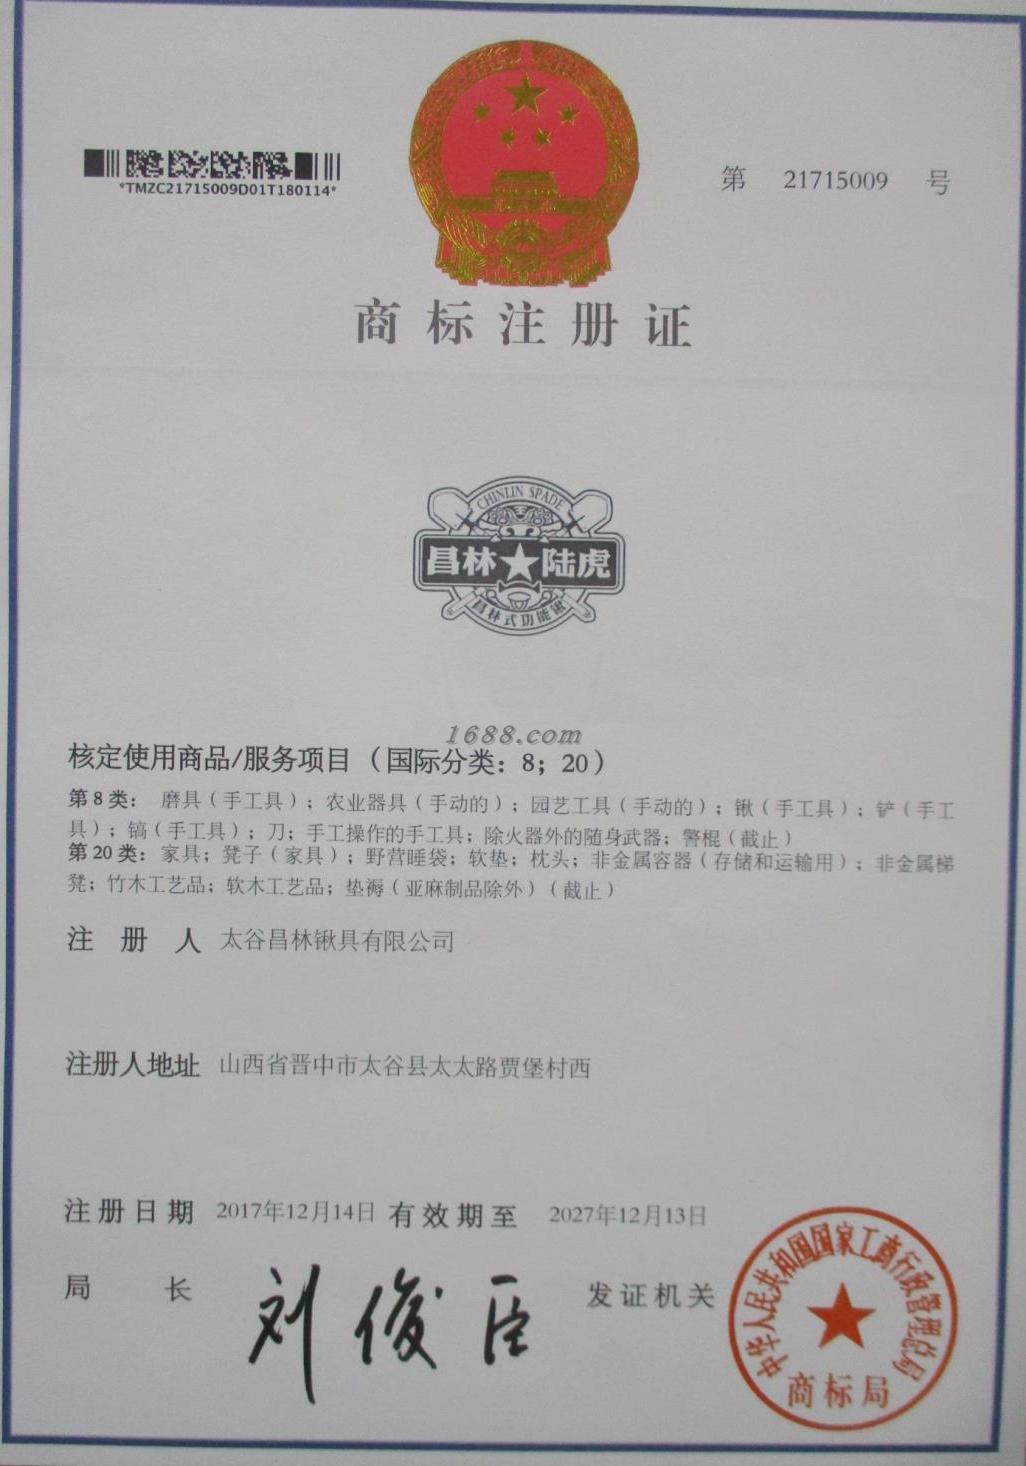 *TMZC21715009D01T180114*
第 21715009 号
商标注册证
CHINLIN SPADE
昌林★陆虎
昌林式功能锹
1688.com
核定使用商品/服务项目（国际分类：8；20）
第8类：磨具（手工具）；农业器具（手动的）；园艺工具（手动的）；锹（手工具）；铲（手工
具）；镐（手工具）；刀；手工操作的手工具；除火器外的随身武器；警棍（截止）
第20类：家具；凳子（家具）；野营睡袋；软垫；枕头；非金属容器（存储和运输用）；非金属梯
凳；竹木工艺品；软木工艺品；垫褥（亚麻制品除外）（截止）
注册人 太谷昌林锹具有限公司
注册人地址 山西省晋中市太谷县太太路贾堡村西
注册日期 2017年12月14日 有效期至 2027年12月13日
局长 刘俊臣 发证机关
中华人民共和国国家工商行政管理总局
商标局